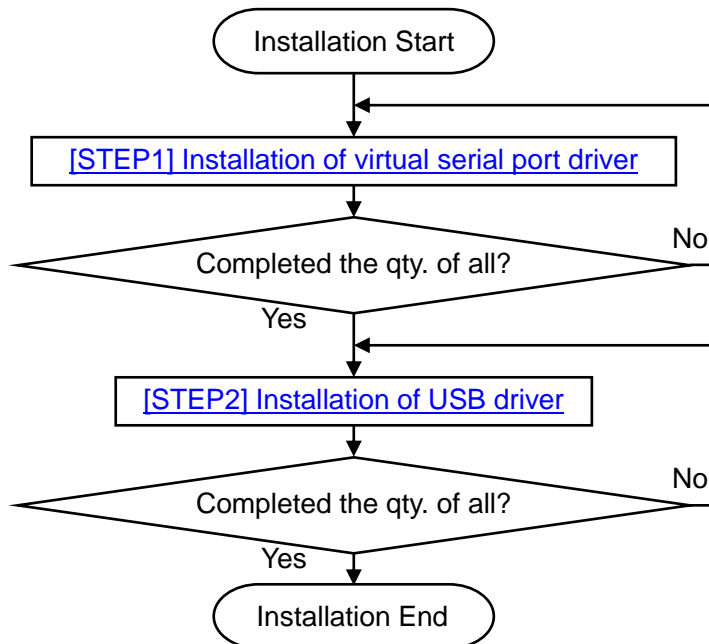 Installation Start
[STEP1] Installation of virtual serial port driver
Completed the qty. of all?
No
Yes
[STEP2] Installation of USB driver
Completed the qty. of all?
No
Yes
Installation End